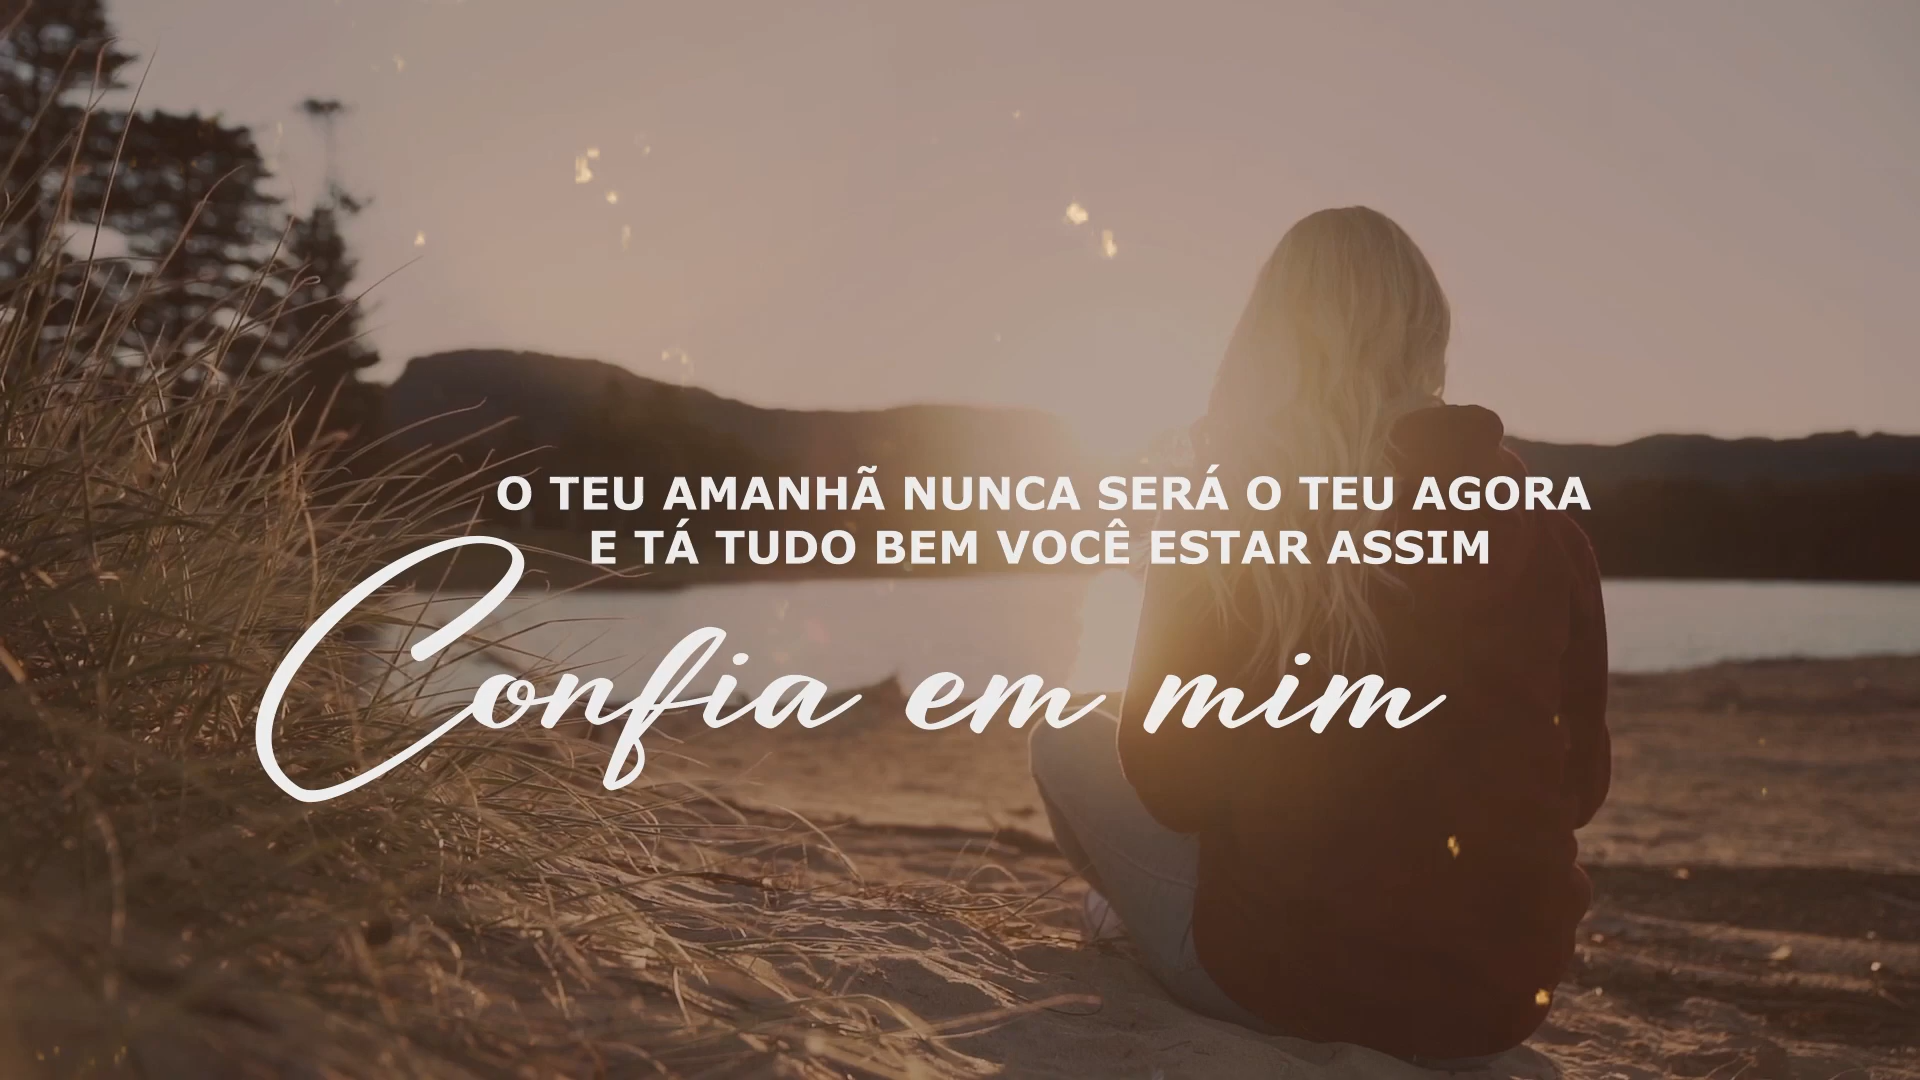 O TEU AMANHÃ NUNCA SERÁ O TEU AGORA
E TÁ TUDO BEM VOCÊ ESTAR ASSIM
Confia em mim